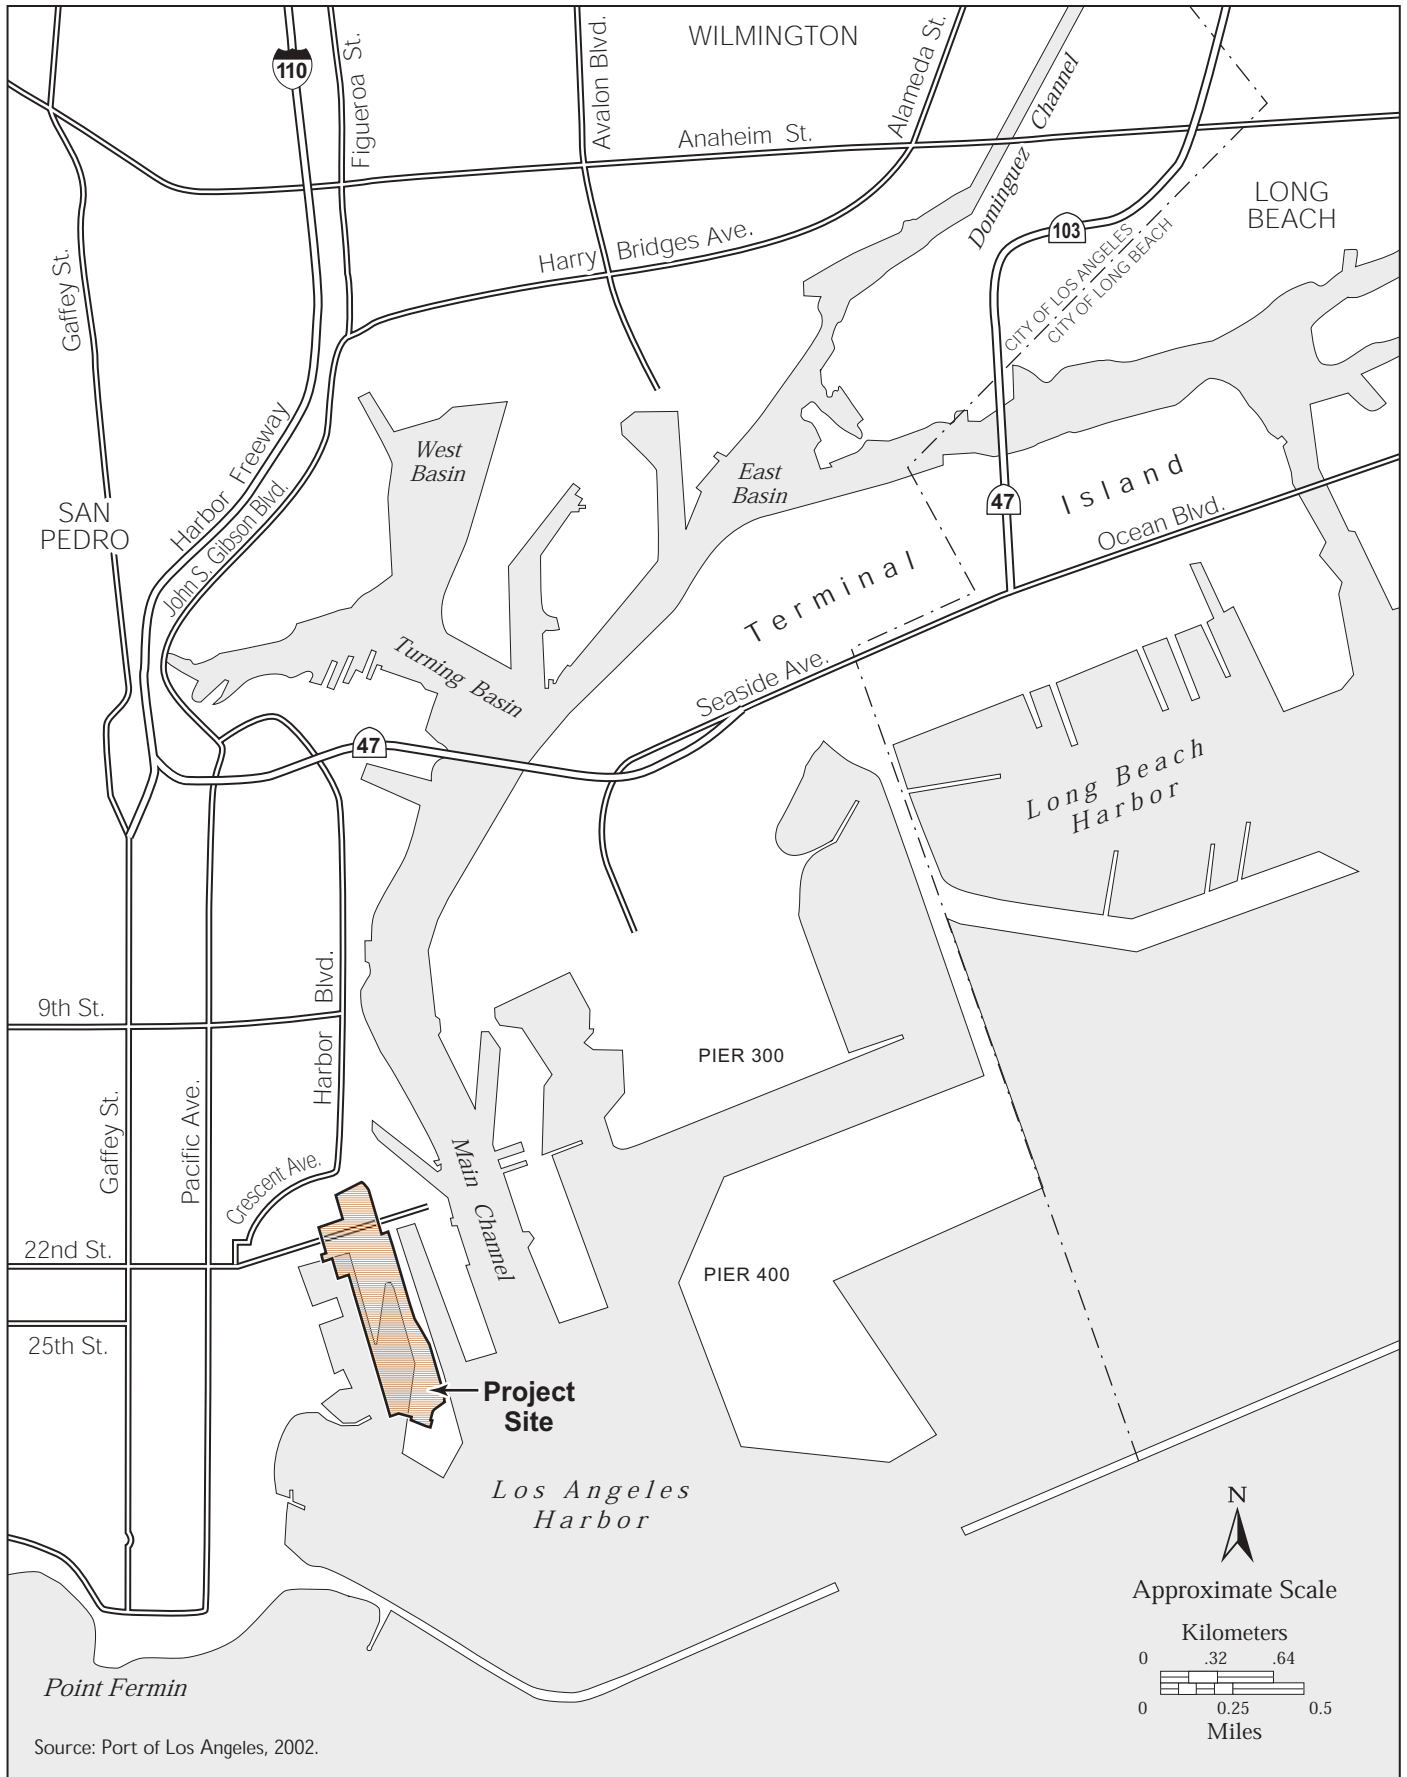 WILMINGTON
110
Figueroa St.
Avalon Blvd.
Alameda St.
Dominguez Channel
Anaheim St.
LONG
BEACH
103
Harry Bridges Ave.
CITY OF LOS ANGELES
CITY OF LONG BEACH
Gaffey St.
Harbor Freeway
John S. Gibson Blvd.
West
Basin
East
Basin
SAN
PEDRO
47
Island
Ocean Blvd.
Terminal
Turning Basin
Seaside Ave.
47
Long Beach
Harbor
Harbor Blvd.
9th St.
PIER 300
Gaffey St.
Pacific Ave.
Crescent Ave.
Main Channel
22nd St.
PIER 400
25th St.
Project
Site
Los Angeles
Harbor
N
Approximate Scale
Kilometers
0 .32 .64
0 0.25 0.5
Miles
Point Fermin
Source: Port of Los Angeles, 2002.